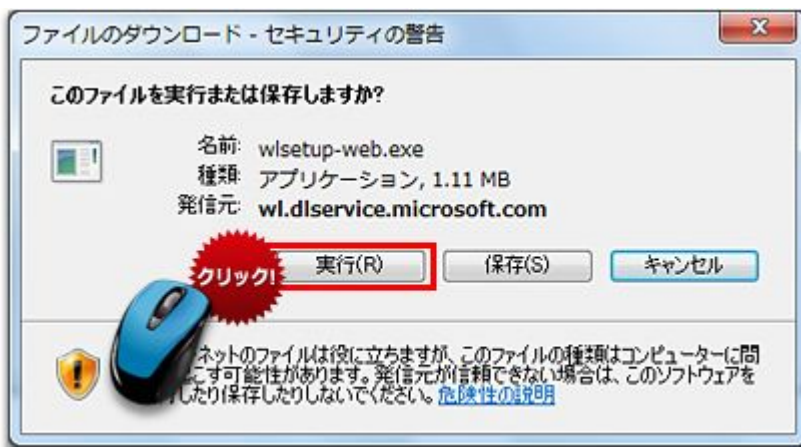 ファイルのダウンロード - セキュリティの警告
このファイルを実行または保存しますか?
名前: wlsetup-web.exe
種類: アプリケーション, 1.11 MB
発信元: wl.dlservice.microsoft.com
クリック!
実行(R) 保存(S) キャンセル
ネットのファイルは役に立ちますが、このファイルの種類はコンピューターに問
こす可能性があります。発信元が信頼できない場合は、このソフトウェアを
したり保存したりしないでください。危険性の説明